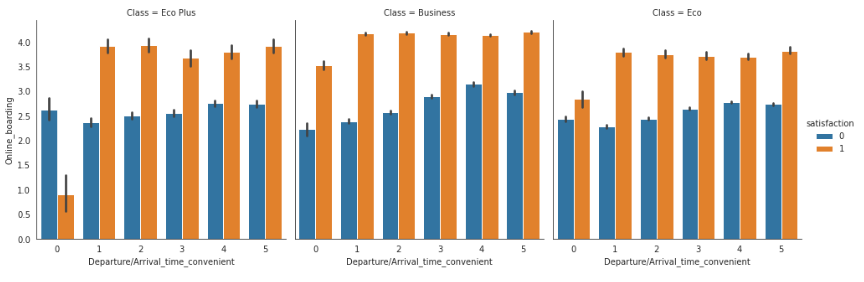 Class = Eco Plus
Class = Business
Class = Eco
Online_boarding
4.0
3.5
3.0
2.5
2.0
1.5
1.0
0.5
0.0
0 1 2 3 4 5
0 1 2 3 4 5
0 1 2 3 4 5
Departure/Arrival_time_convenient
Departure/Arrival_time_convenient
Departure/Arrival_time_convenient
satisfaction
0
1